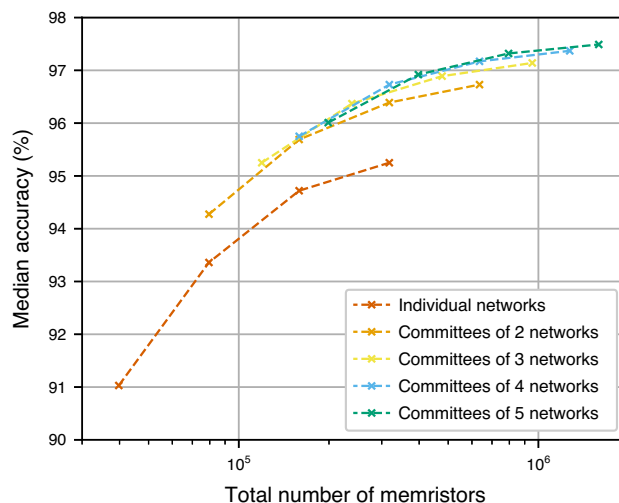 98
97
96
95
94
93
92
91
90
Median accuracy (%)
Individual networks
Committees of 2 networks
Committees of 3 networks
Committees of 4 networks
Committees of 5 networks
10⁵
10⁶
Total number of memristors